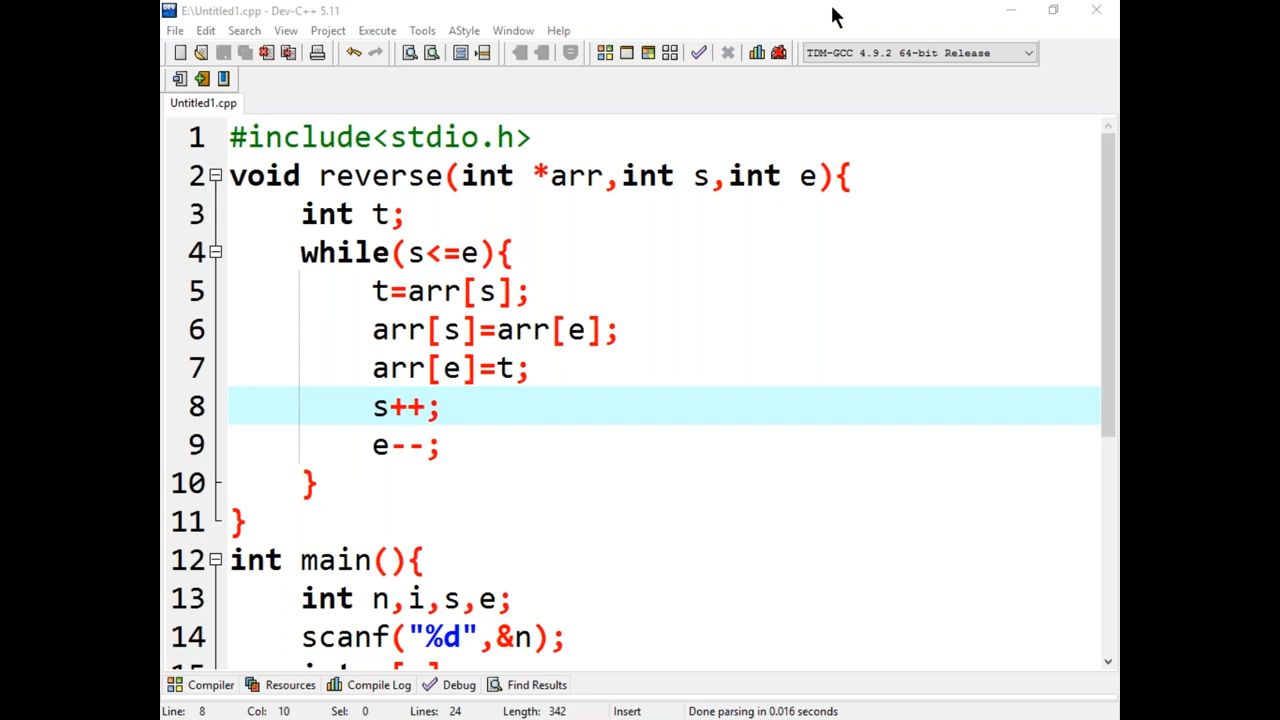 E:\Untitled1.cpp - Dev-C++ 5.11
File Edit Search View Project Execute Tools AStyle Window Help
TDM-GCC 4.9.2 64-bit Release
Untitled1.cpp
1 #include<stdio.h>
2 void reverse(int *arr,int s,int e){
3 int t;
4 while(s<=e){
5 t=arr[s];
6 arr[s]=arr[e];
7 arr[e]=t;
8 s++;
9 e--;
10 }
11 }
12 int main(){
13 int n,i,s,e;
14 scanf("%d",&n);
Compiler Resources Compile Log Debug Find Results
Line: 8 Col: 10 Sel: 0 Lines: 24 Length: 342 Insert Done parsing in 0.016 seconds